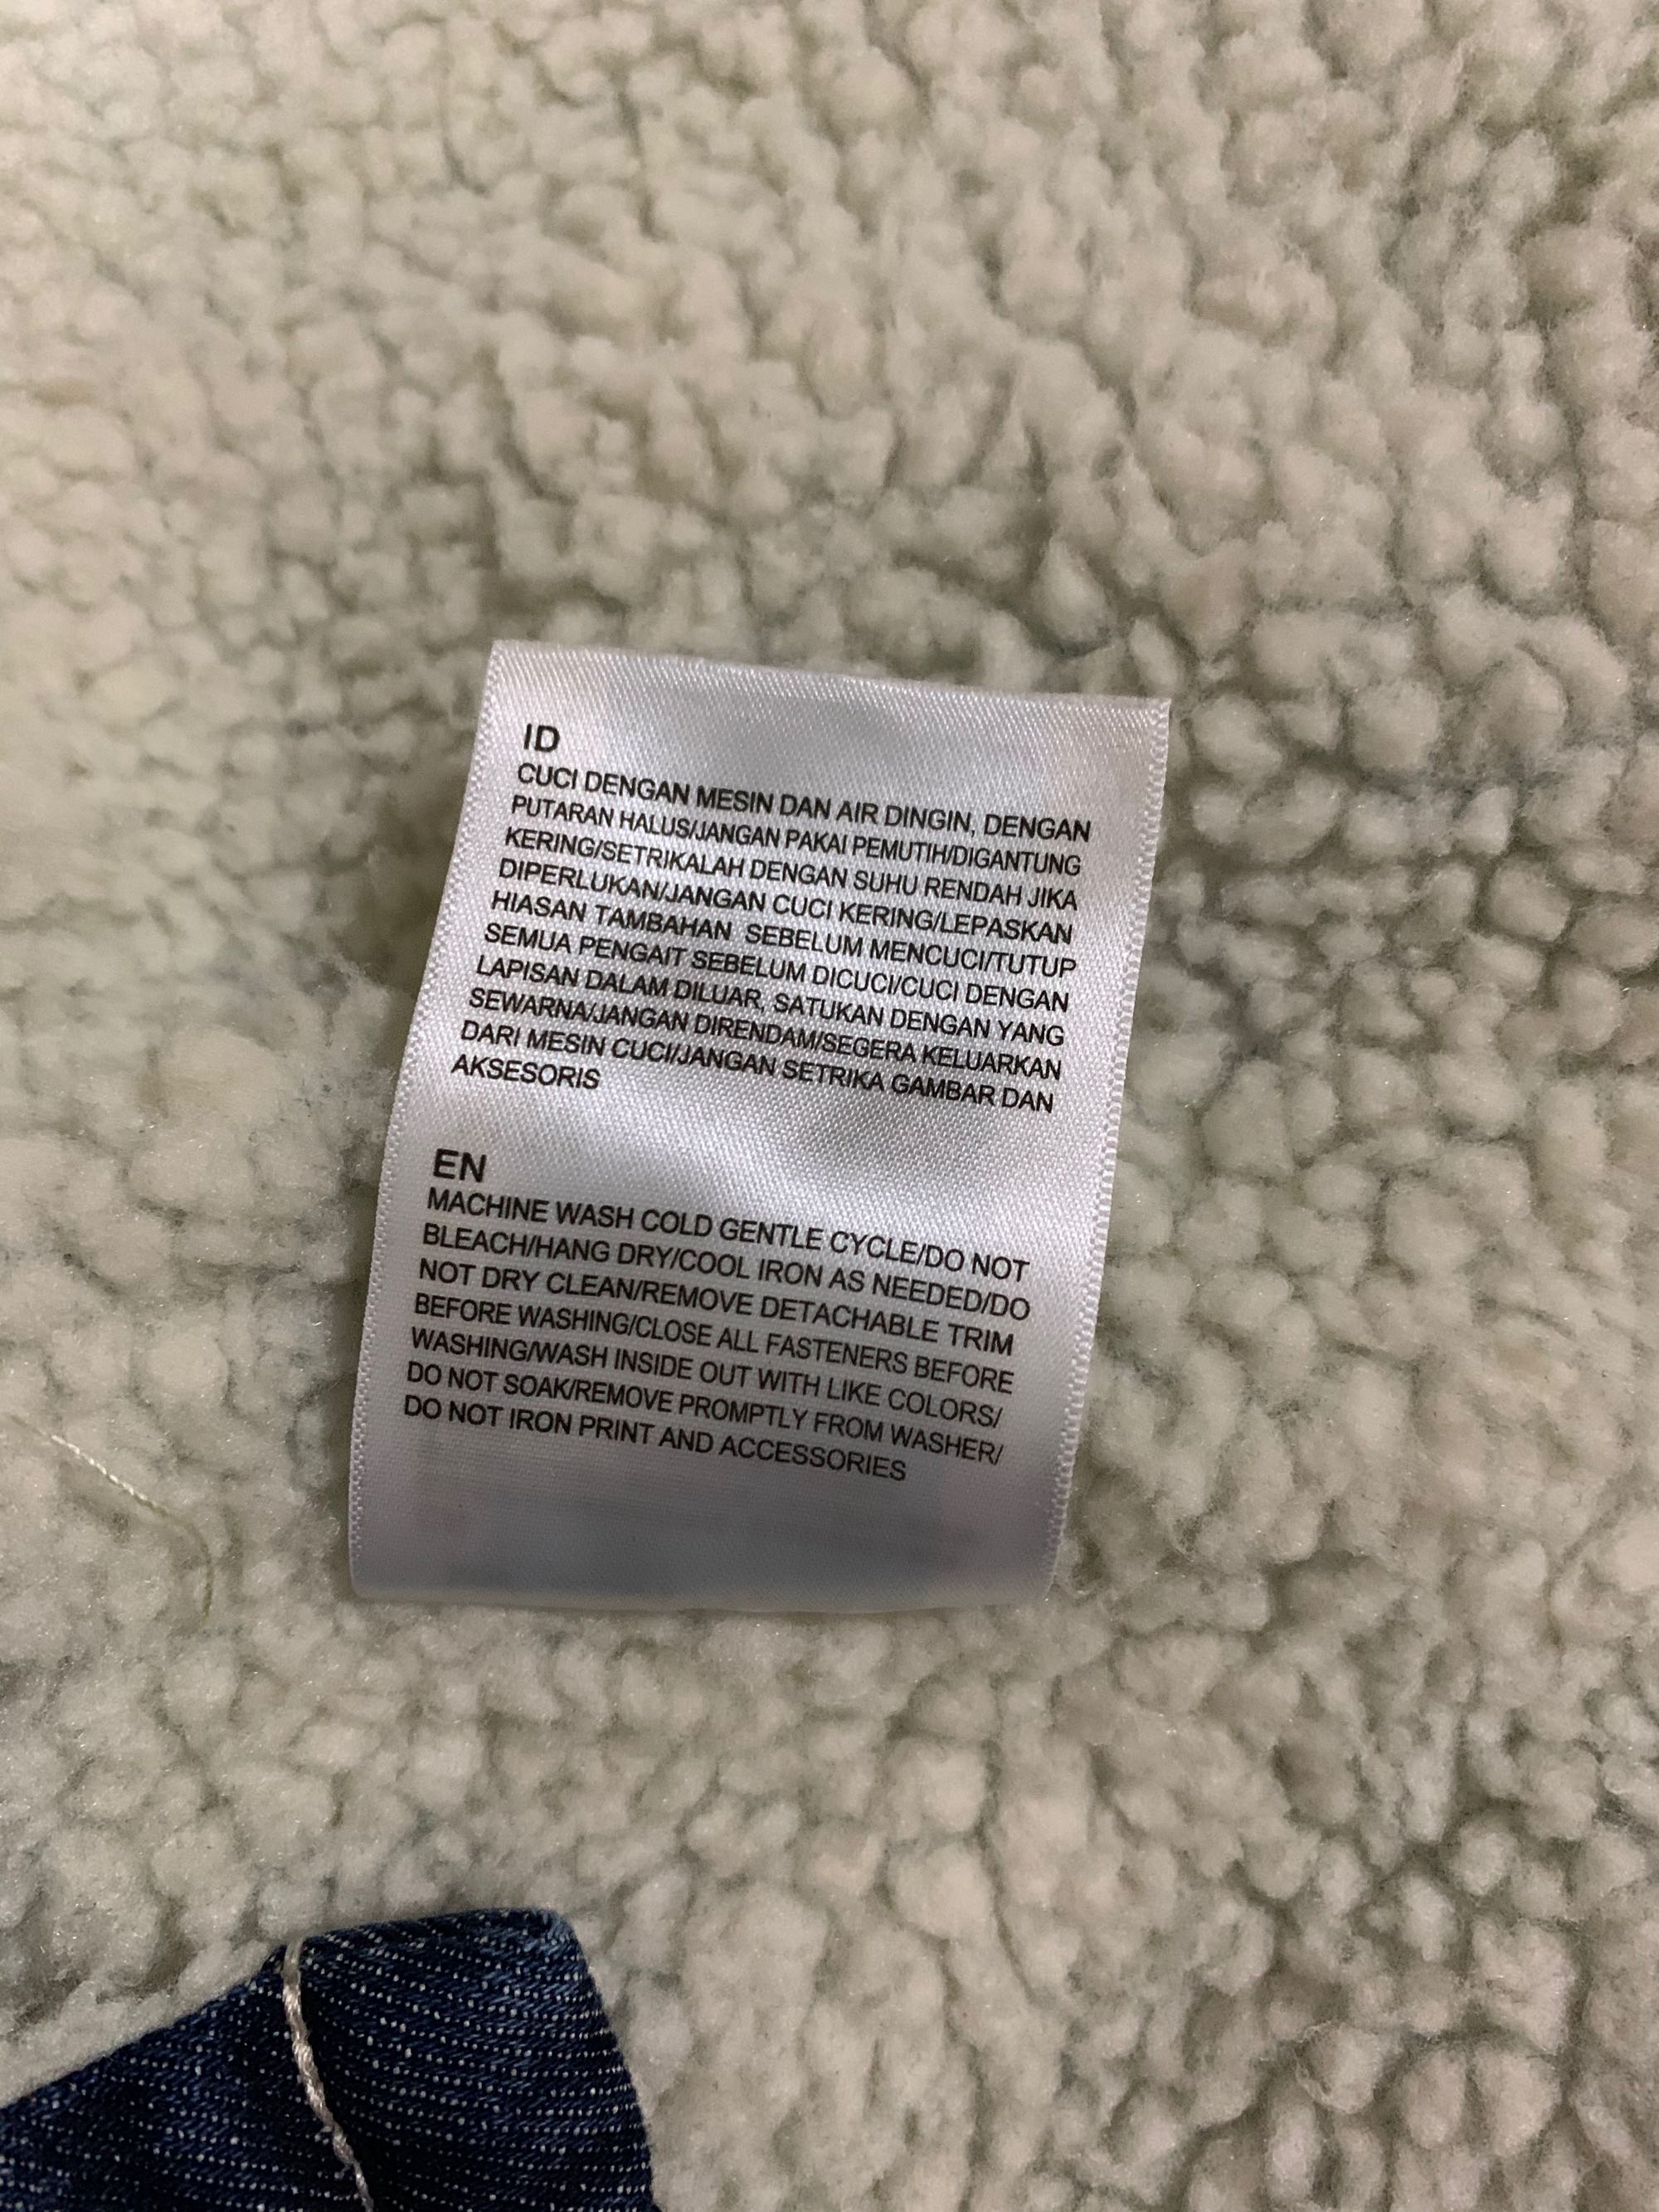 ID
CUCI DENGAN MESIN DAN AIR DINGIN, DENGAN
PUTARAN HALUS/JANGAN PAKAI PEMUTIH/DIGANTUNG
KERING/SETRIKALAH DENGAN SUHU RENDAH JIKA
DIPERLUKAN/JANGAN CUCI KERING/LEPASKAN
HIASAN TAMBAHAN SEBELUM MENCUCI/TUTUP
SEMUA PENGAIT SEBELUM DICUCI/CUCI DENGAN
LAPISAN DALAM DILUAR, SATUKAN DENGAN YANG
SEWARNA/JANGAN DIRENDAM/SEGERA KELUARKAN
DARI MESIN CUCI/JANGAN SETRIKA GAMBAR DAN
AKSESORIS
EN
MACHINE WASH COLD GENTLE CYCLE/DO NOT
BLEACH/HANG DRY/COOL IRON AS NEEDED/DO
NOT DRY CLEAN/REMOVE DETACHABLE TRIM
BEFORE WASHING/CLOSE ALL FASTENERS BEFORE
WASHING/WASH INSIDE OUT WITH LIKE COLORS/
DO NOT SOAK/REMOVE PROMPTLY FROM WASHER/
DO NOT IRON PRINT AND ACCESSORIES